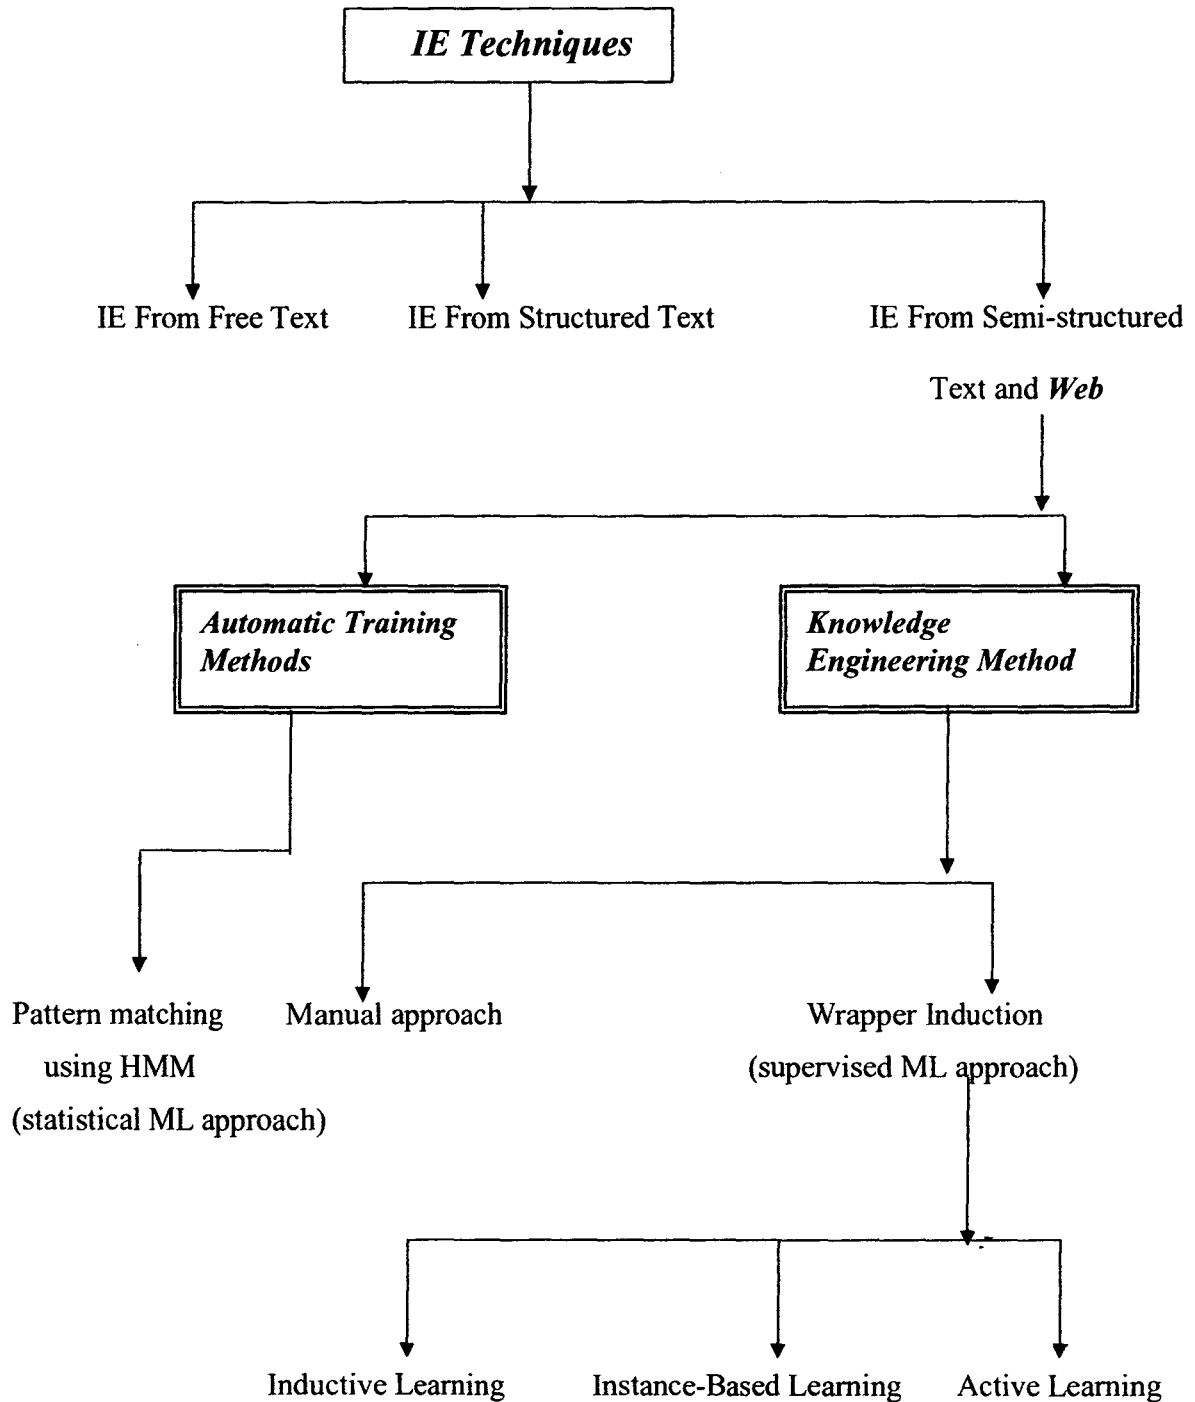 IE Techniques
IE From Free Text
IE From Structured Text
IE From Semi-structured
Text and Web
Automatic Training
Methods
Knowledge
Engineering Method
Pattern matching
using HMM
(statistical ML approach)
Manual approach
Wrapper Induction
(supervised ML approach)
Inductive Learning
Instance-Based Learning
Active Learning